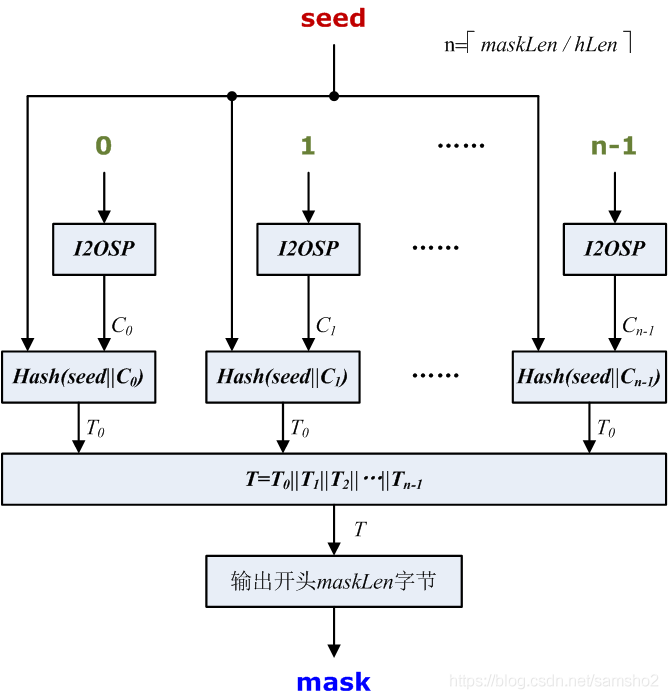 seed
n=⌈maskLen / hLen⌉
0 1 …… n-1
I2OSP I2OSP …… I2OSP
C0 C1 Cn-1
Hash(seed||C0) Hash(seed||C1) …… Hash(seed||Cn-1)
T0 T0 T0
T=T0||T1||T2||⋯||Tn-1
T
输出开头maskLen字节
mask
https://blog.csdn.net/samsho2